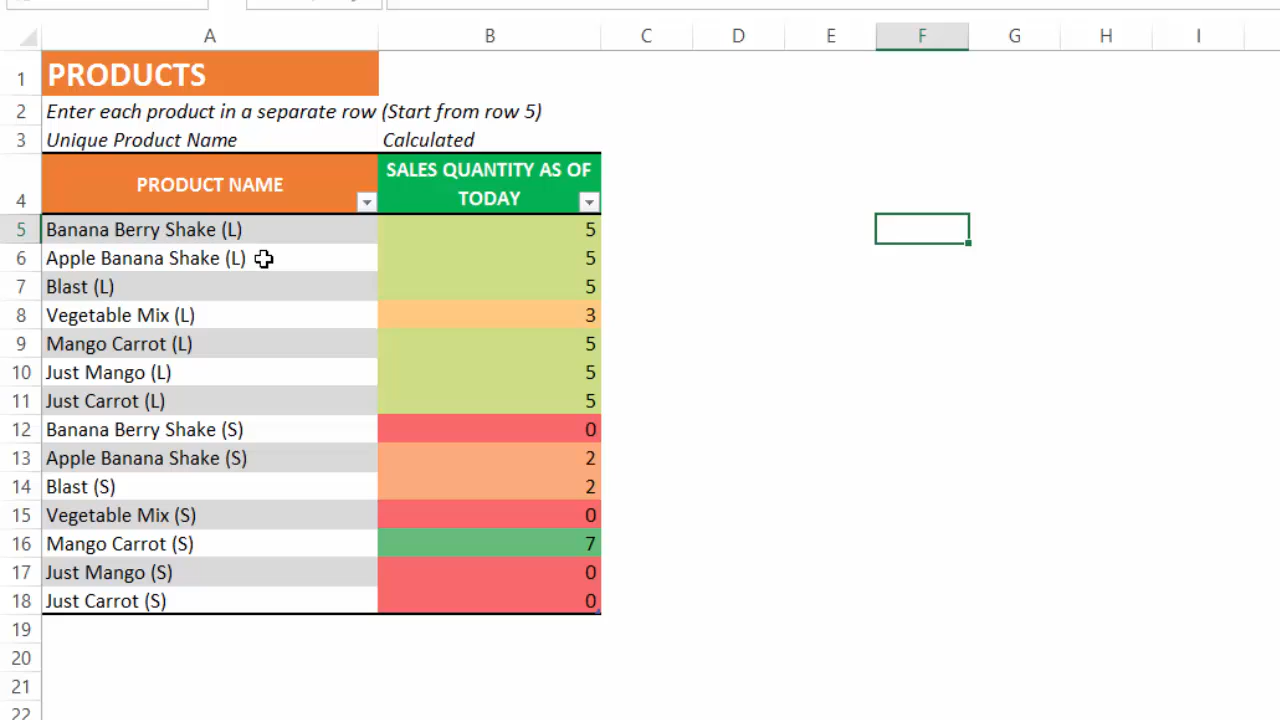 A B C D E F G H I
1 PRODUCTS
2 Enter each product in a separate row (Start from row 5)
3 Unique Product Name Calculated
4 PRODUCT NAME SALES QUANTITY AS OF
TODAY
5 Banana Berry Shake (L) 5
6 Apple Banana Shake (L) 5
7 Blast (L) 5
8 Vegetable Mix (L) 3
9 Mango Carrot (L) 5
10 Just Mango (L) 5
11 Just Carrot (L) 5
12 Banana Berry Shake (S) 0
13 Apple Banana Shake (S) 2
14 Blast (S) 2
15 Vegetable Mix (S) 0
16 Mango Carrot (S) 7
17 Just Mango (S) 0
18 Just Carrot (S) 0
19
20
21
22